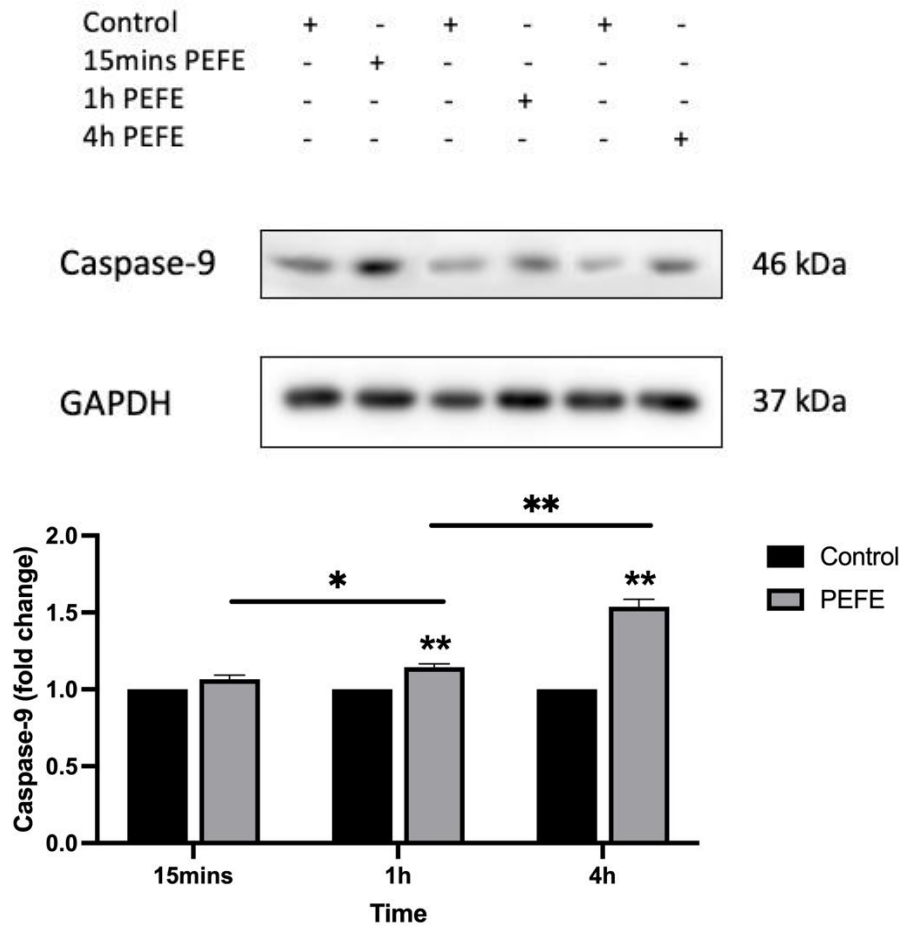 Control + - + - + -
15mins PEFE - + - - - -
1h PEFE - - - + - -
4h PEFE - - - - - +
Caspase-9 46 kDa
GAPDH 37 kDa
**
2.0 Control
* ** PEFE
1.5
**
1.0
0.5
0.0
Caspase-9 (fold change)
15mins 1h 4h
Time